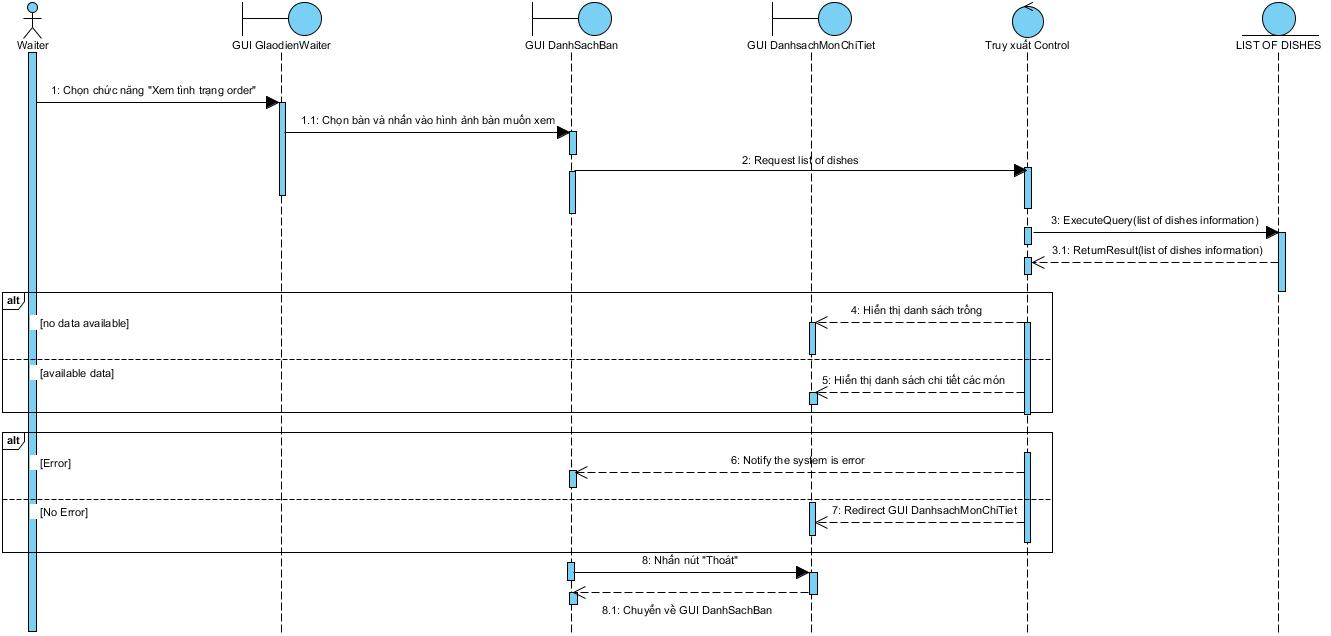 Waiter
GUI GIaodienWaiter
GUI DanhSachBan
GUI DanhsachMonChiTiet
Truy xuất Control
LIST OF DISHES
1: Chọn chức năng "Xem tình trạng order"
1.1: Chọn bàn và nhấn vào hình ảnh bàn muốn xem
2: Request list of dishes
3: ExecuteQuery(list of dishes information)
3.1: ReturnResult(list of dishes information)
alt
4: Hiển thị danh sách trống
[no data available]
[available data]
5: Hiển thị danh sách chi tiết các món
alt
[Error]
6: Notify the system is error
[No Error]
7: Redirect GUI DanhsachMonChiTiet
8: Nhấn nút "Thoát"
8.1: Chuyển về GUI DanhSachBan